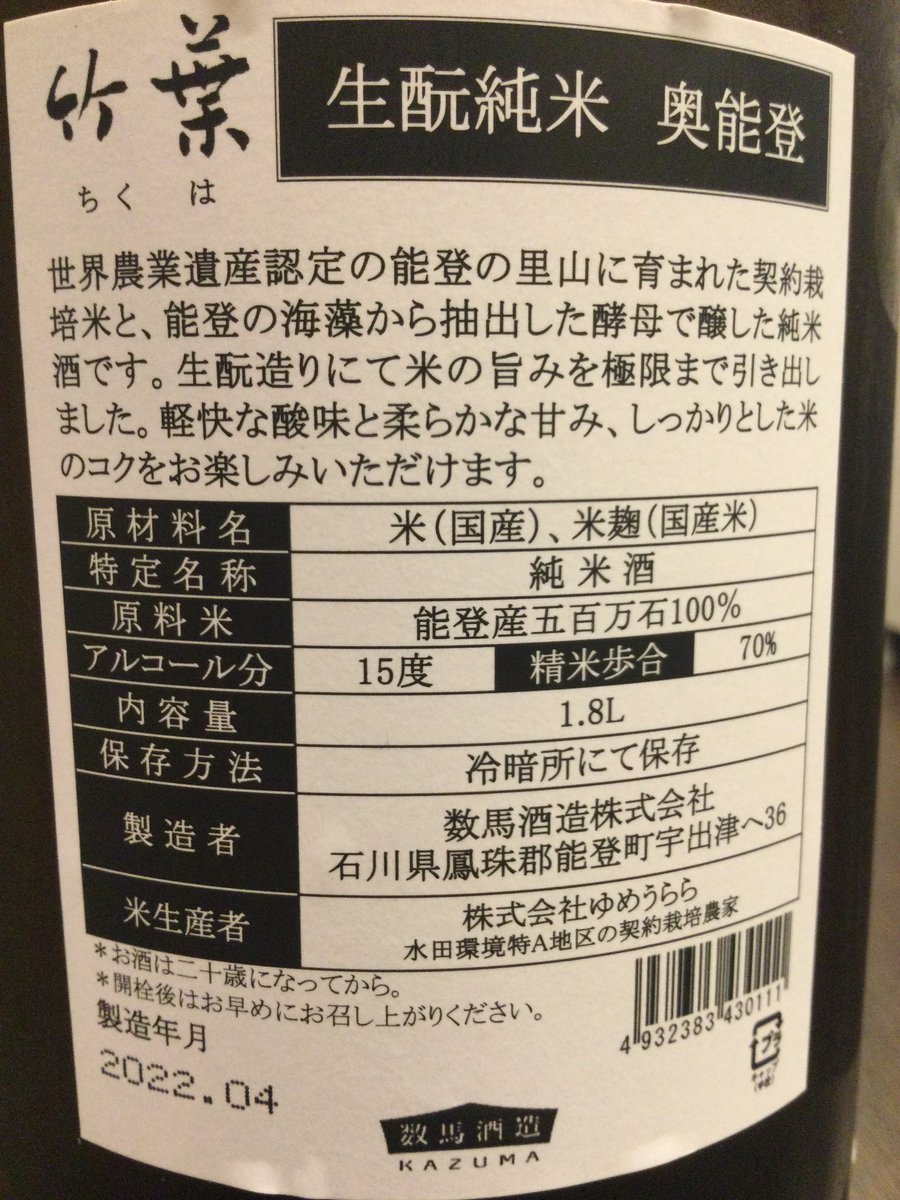 竹葉
ちくは
生酛純米 奥能登
世界農業遺産認定の能登の里山に育まれた契約栽
培米と、能登の海藻から抽出した酵母で醸した純米
酒です。生酛造りにて米の旨みを極限まで引き出し
ました。軽快な酸味と柔らかな甘み、しっかりとした米
のコクをお楽しみいただけます。
原材料名 米(国産)、米麹(国産米)
特定名称 純米酒
原料米 能登産五百万石100%
アルコール分 15度 精米歩合 70%
内容量 1.8L
保存方法 冷暗所にて保存
製造者 数馬酒造株式会社
石川県鳳珠郡能登町宇出津へ36
米生産者 株式会社ゆめうらら
水田環境特A地区の契約栽培農家
*お酒は二十歳になってから。
*開栓後はお早めにお召し上がりください。
製造年月
2022.04
4932383430111
プラ
数馬酒造
KAZUMA